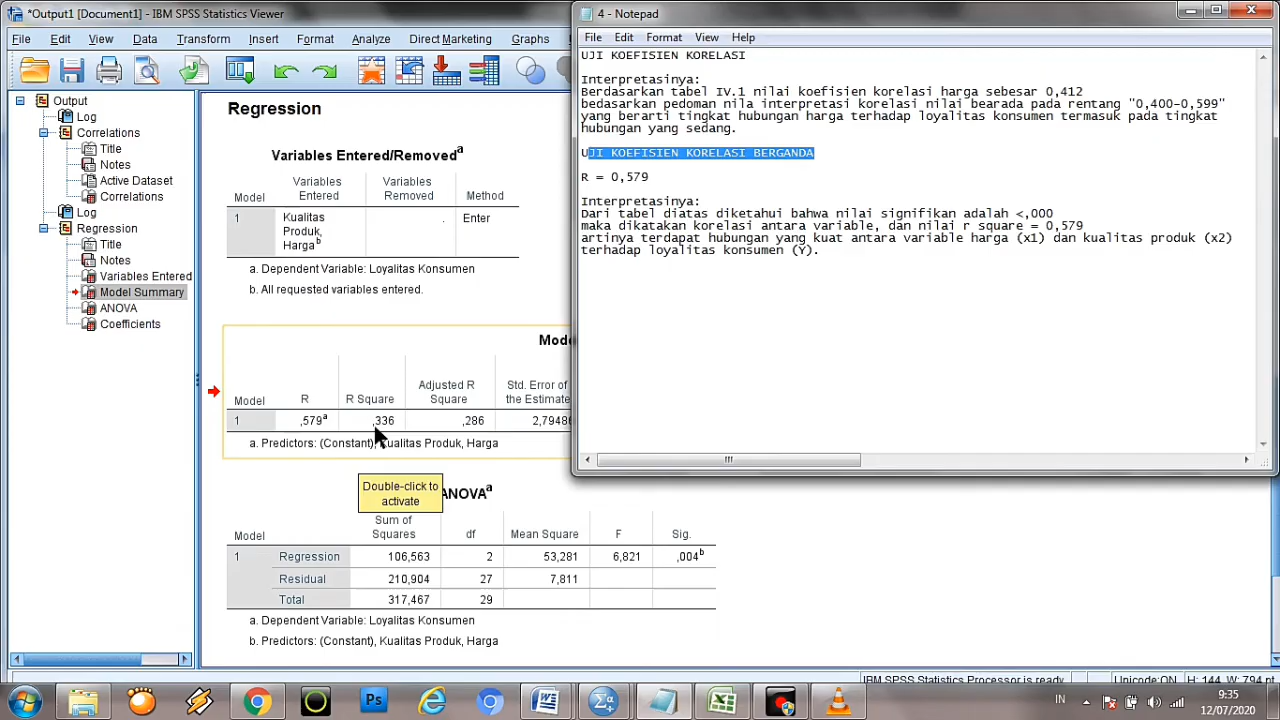 *Output1 [Document1] - IBM SPSS Statistics Viewer
File Edit View Data Transform Insert Format Analyze Direct Marketing Graphs
Output
Log
Correlations
Title
Notes
Active Dataset
Correlations
Log
Regression
Title
Notes
Variables Entered
Model Summary
ANOVA
Coefficients
Regression
Variables Entered/Removedᵃ
Model Variables Entered Variables Removed Method
1 Kualitas Produk, Hargaᵇ . Enter
a. Dependent Variable: Loyalitas Konsumen
b. All requested variables entered.
Model R R Square Adjusted R Square Std. Error of the Estimate
1 ,579ᵃ ,336 ,286 2,79486
a. Predictors: (Constant), Kualitas Produk, Harga
Double-click to
activate
ANOVAᵃ
Model Sum of Squares df Mean Square F Sig.
1 Regression 106,563 2 53,281 6,821 ,004ᵇ
Residual 210,904 27 7,811
Total 317,467 29
a. Dependent Variable: Loyalitas Konsumen
b. Predictors: (Constant), Kualitas Produk, Harga
4 - Notepad
File Edit Format View Help
UJI KOEFISIEN KORELASI
Interpretasinya:
Berdasarkan tabel IV.1 nilai koefisien korelasi harga sebesar 0,412
bedasarkan pedoman nila interpretasi korelasi nilai bearada pada rentang "0,400-0,599"
yang berarti tingkat hubungan harga terhadap loyalitas konsumen termasuk pada tingkat
hubungan yang sedang.
UJI KOEFISIEN KORELASI BERGANDA
R = 0,579
Interpretasinya:
Dari tabel diatas diketahui bahwa nilai signifikan adalah <,000
maka dikatakan korelasi antara variable, dan nilai r square = 0,579
artinya terdapat hubungan yang kuat antara variable harga (x1) dan kualitas produk (x2)
terhadap loyalitas konsumen (Y).
IBM SPSS Statistics Processor is ready Unicode:ON H: 144, W: 794 pt.
Ps
IN
9:35
12/07/2020